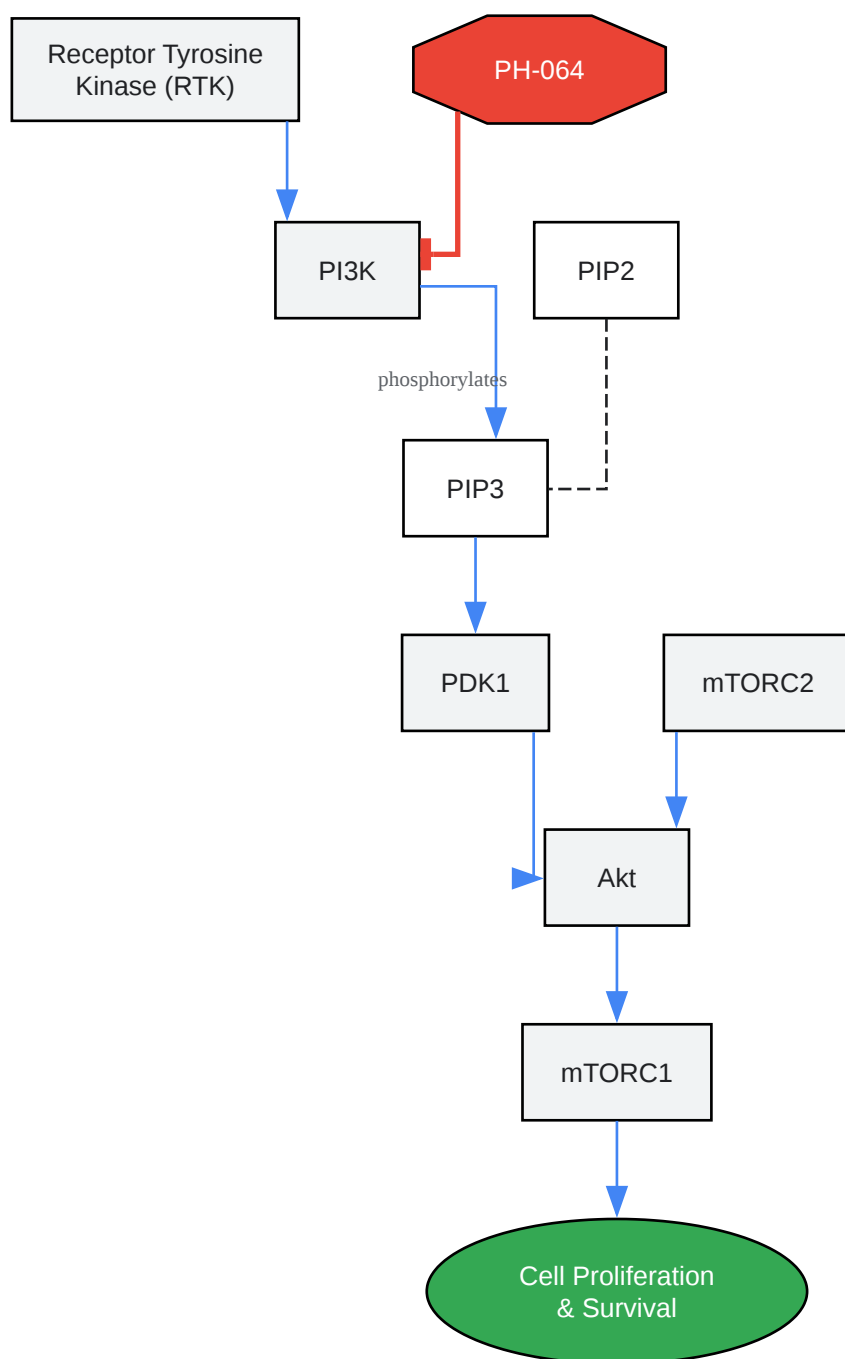 Receptor Tyrosine
Kinase (RTK)
PH-064
PI3K
PIP2
phosphorylates
PIP3
PDK1
mTORC2
Akt
mTORC1
Cell Proliferation
& Survival